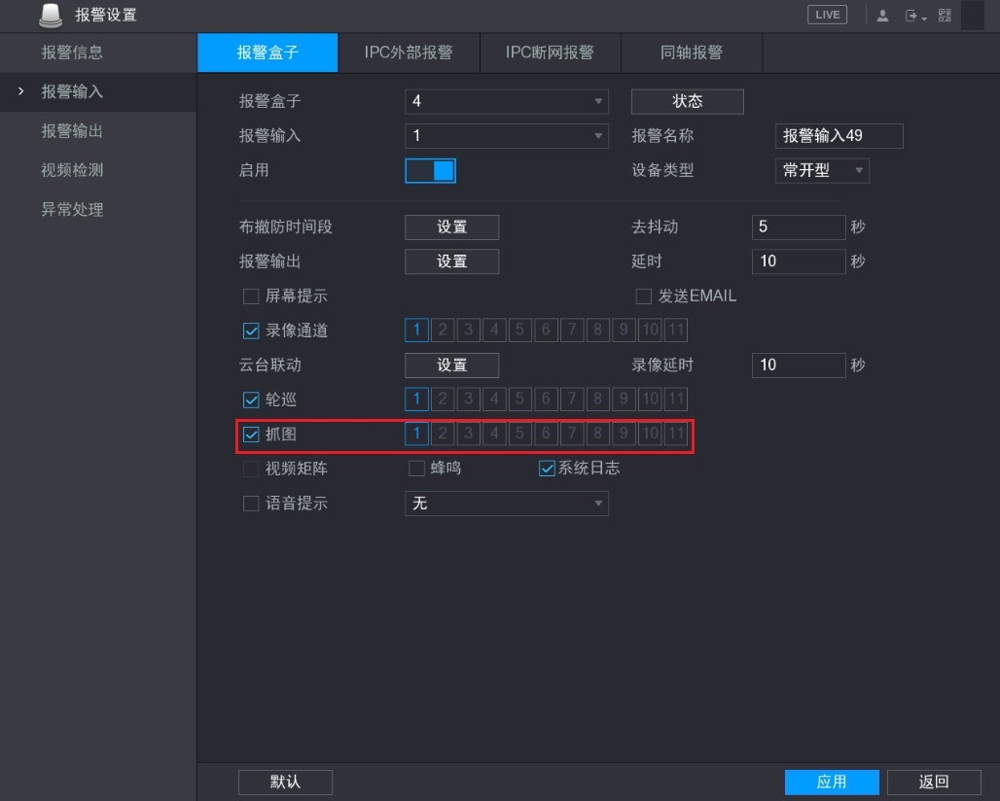 报警设置 LIVE
报警信息
报警输入
报警输出
视频检测
异常处理
报警盒子 IPC外部报警 IPC断网报警 同轴报警
报警盒子 4 状态
报警输入 1 报警名称 报警输入49
启用 设备类型 常开型
布撤防时间段 设置 去抖动 5 秒
报警输出 设置 延时 10 秒
屏幕提示 发送EMAIL
录像通道 1 2 3 4 5 6 7 8 9 10 11
云台联动 设置 录像延时 10 秒
轮巡 1 2 3 4 5 6 7 8 9 10 11
抓图 1 2 3 4 5 6 7 8 9 10 11
视频矩阵 蜂鸣 系统日志
语音提示 无
默认 应用 返回